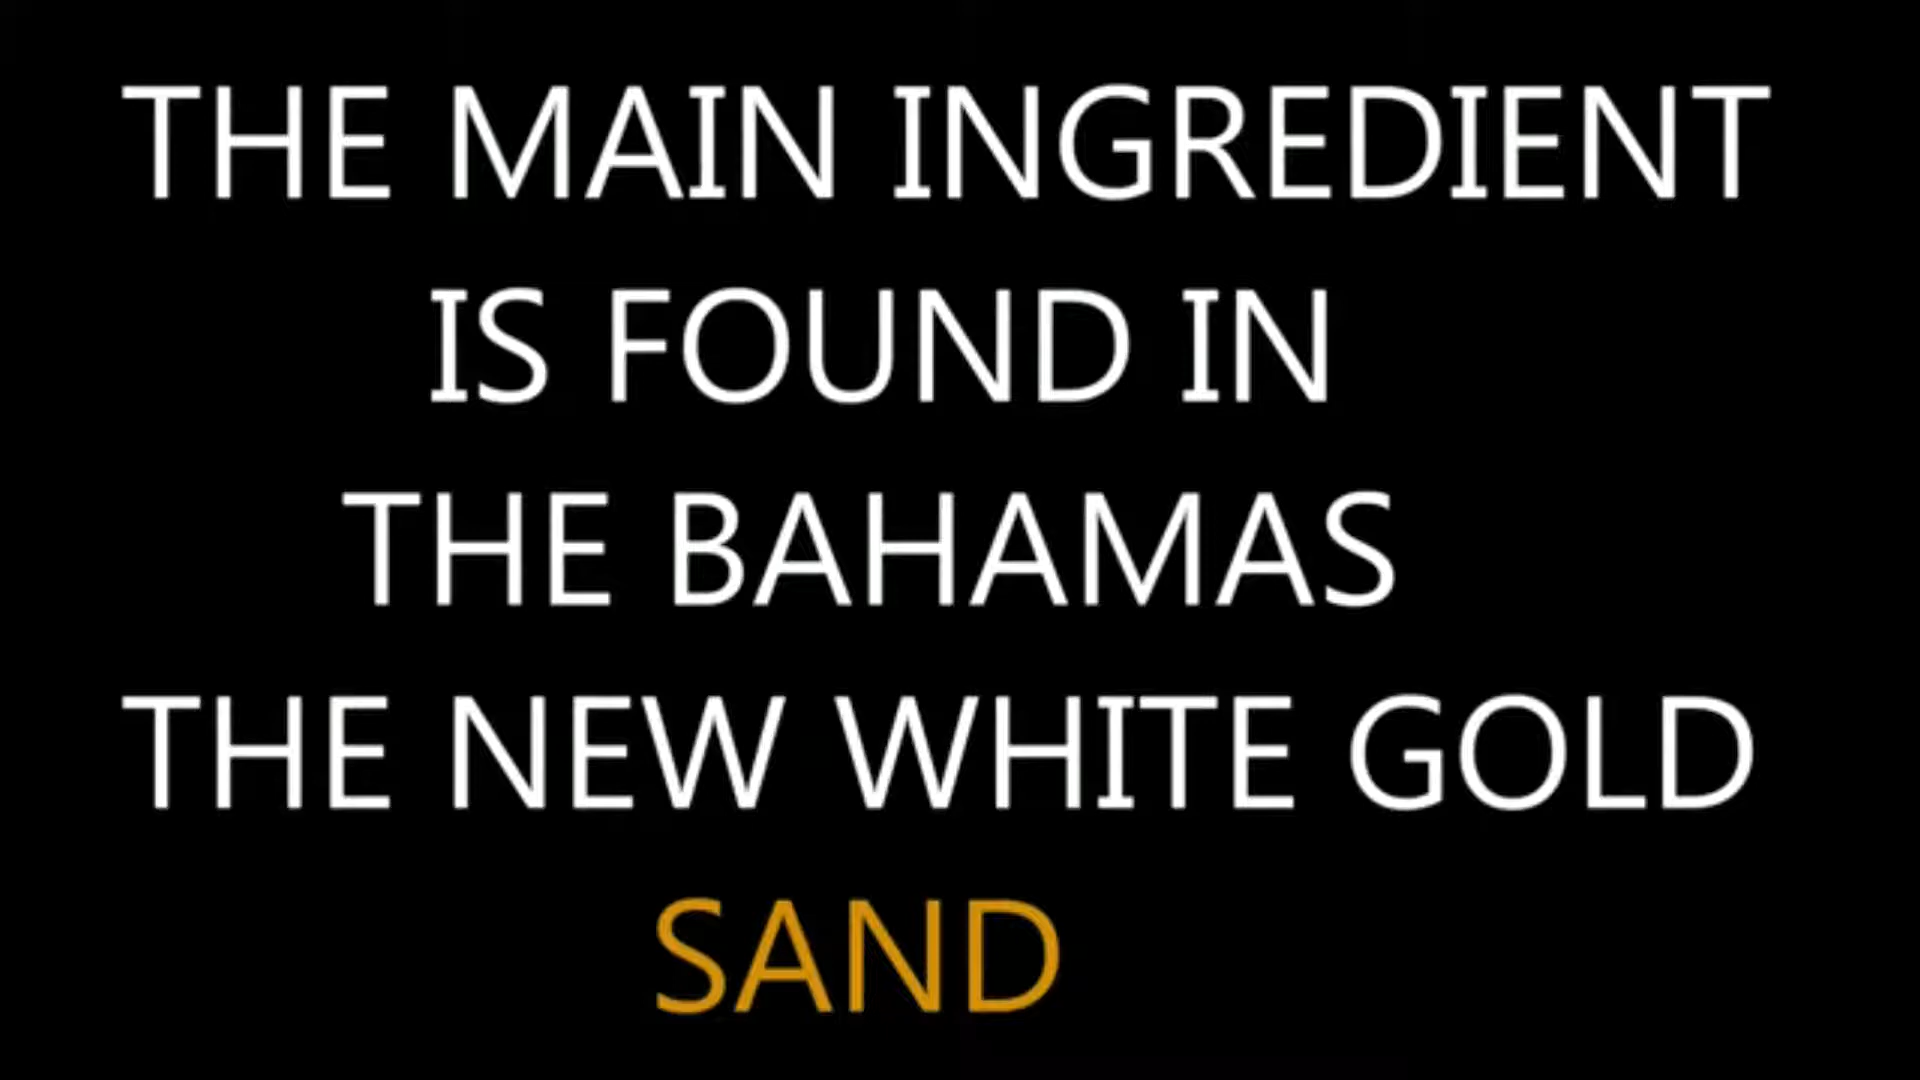 THE MAIN INGREDIENT
IS FOUND IN
THE BAHAMAS
THE NEW WHITE GOLD
SAND